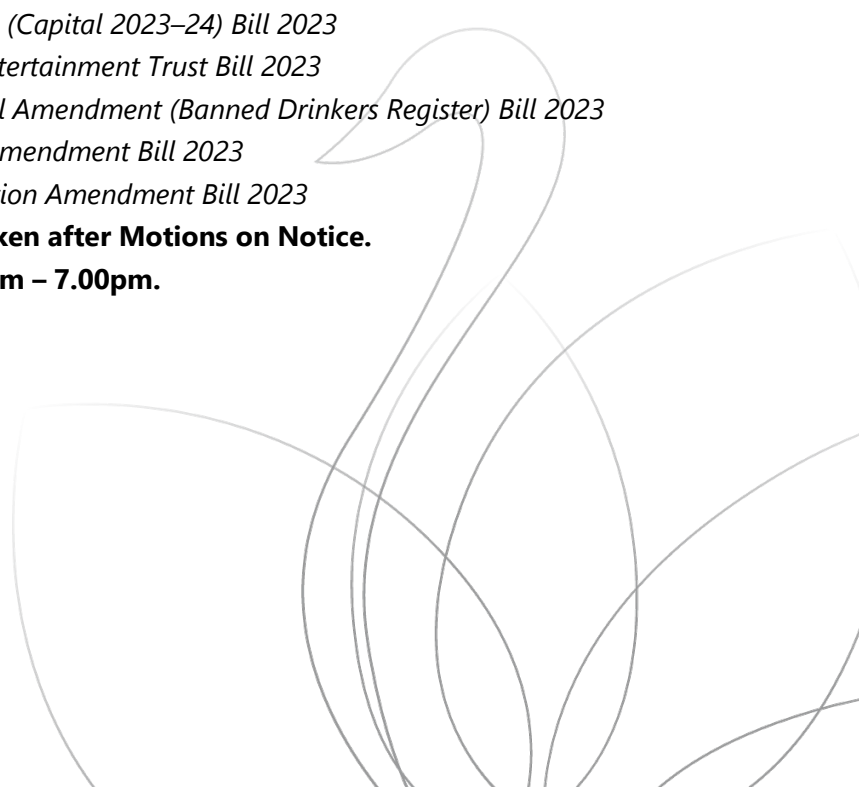 (Capital 2023–24) Bill 2023
tertainment Trust Bill 2023
l Amendment (Banned Drinkers Register) Bill 2023
mendment Bill 2023
ion Amendment Bill 2023
ken after Motions on Notice.
m – 7.00pm.